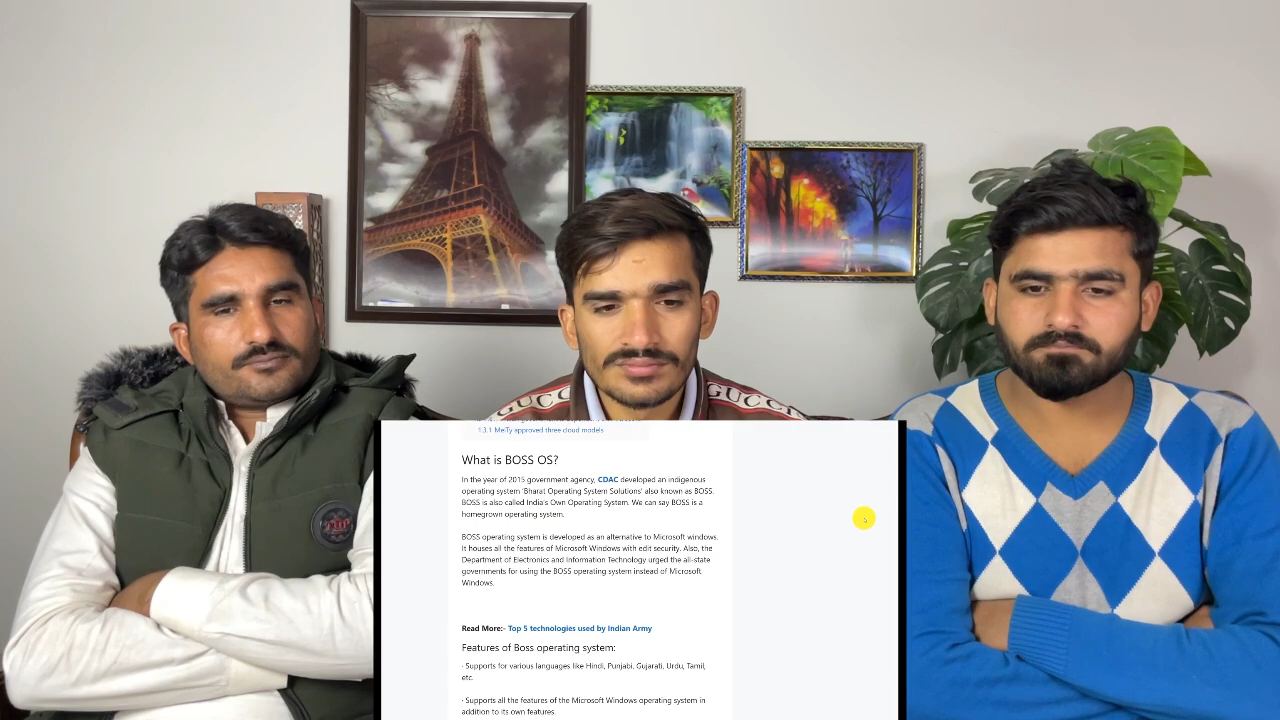 GUCCI
GUCCI
1.3.1 MeiTy approved three cloud models
What is BOSS OS?
In the year of 2015 government agency, CDAC developed an indigenous
operating system 'Bharat Operating System Solutions' also known as BOSS.
BOSS is also called India's Own Operating System. We can say BOSS is a
homegrown operating system.
BOSS operating system is developed as an alternative to Microsoft windows.
It houses all the features of Microsoft Windows with edit security. Also, the
Department of Electronics and Information Technology urged the all-state
governments for using the BOSS operating system instead of Microsoft
Windows.
Read More:- Top 5 technologies used by Indian Army
Features of Boss operating system:
· Supports for various languages like Hindi, Punjabi, Gujarati, Urdu, Tamil,
etc.
· Supports all the features of the Microsoft Windows operating system in
addition to its own features.